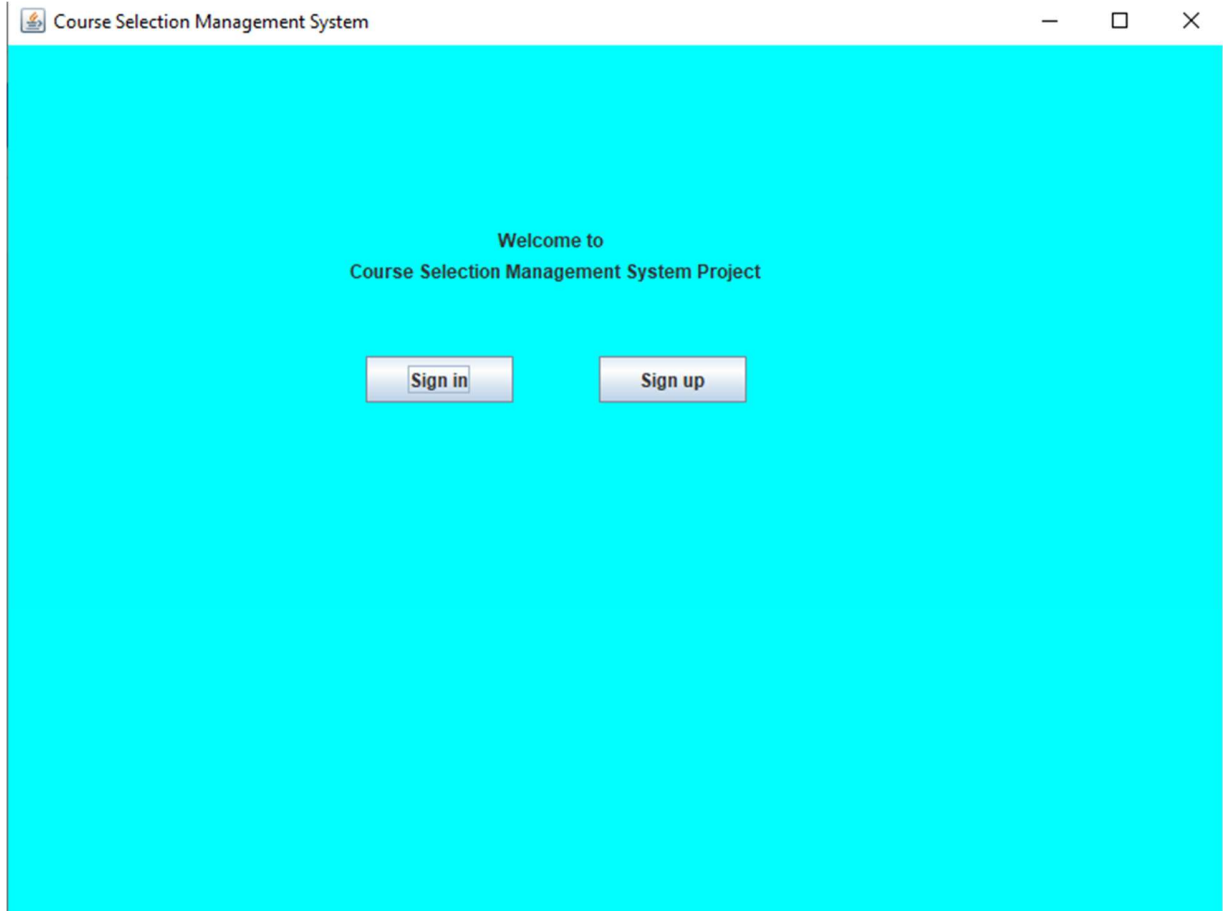 Course Selection Management System
Welcome to
Course Selection Management System Project
Sign in
Sign up